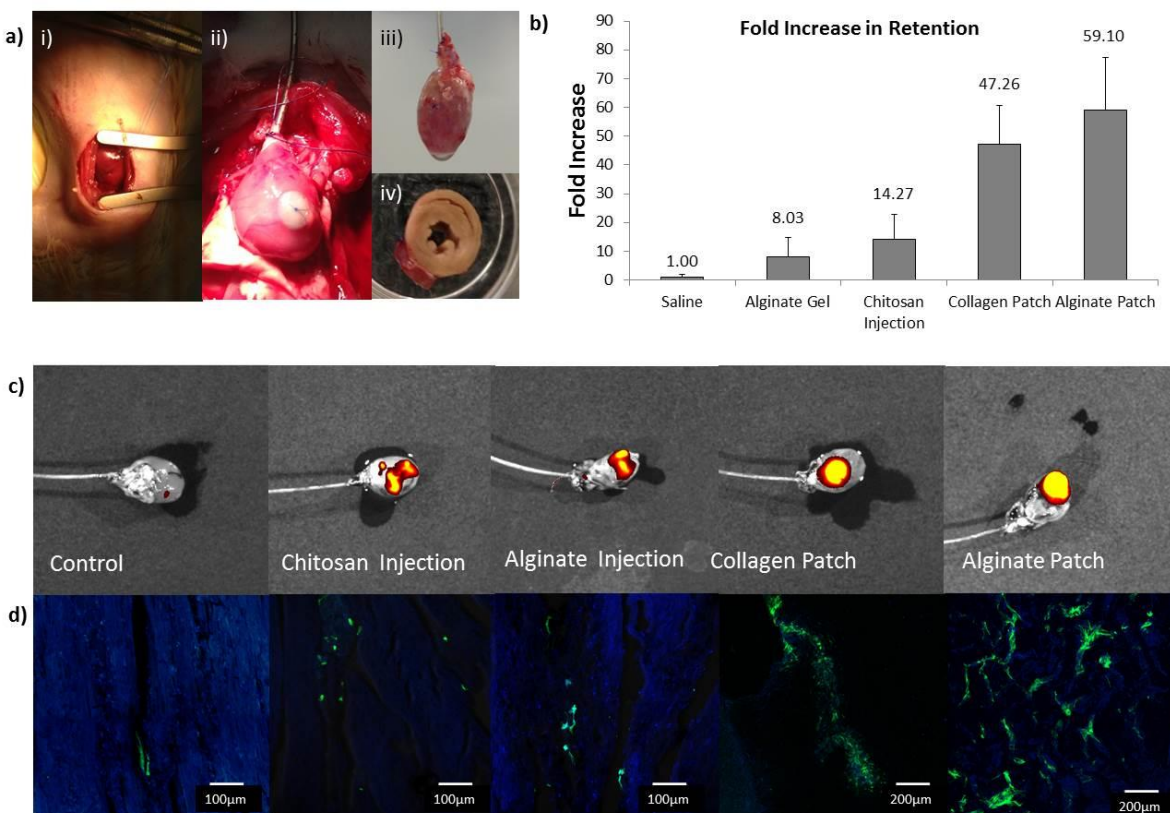 a)
i)
ii)
iii)
iv)
b)
Fold Increase in Retention
Fold Increase
90
80
70
60
50
40
30
20
10
0
1.00
8.03
14.27
47.26
59.10
Saline
Alginate Gel
Chitosan
Injection
Collagen Patch
Alginate Patch
c)
Control
Chitosan Injection
Alginate Injection
Collagen Patch
Alginate Patch
d)
100μm
100μm
100μm
200μm
200μm